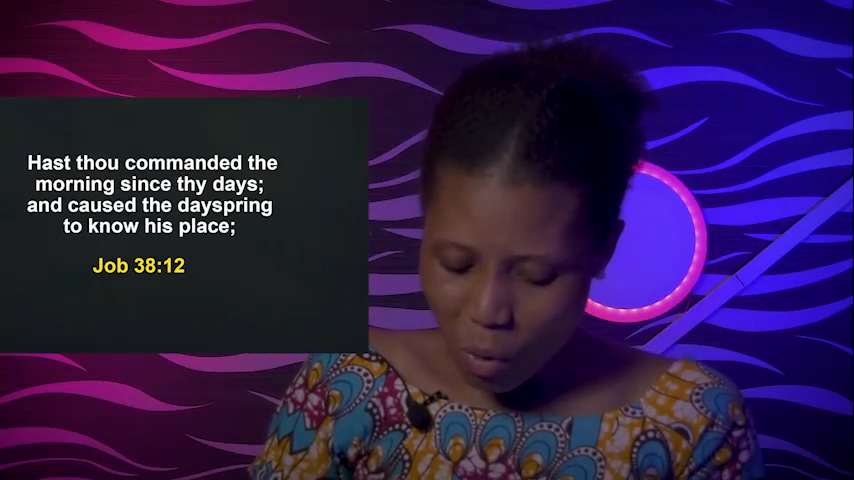 Hast thou commanded the
morning since thy days;
and caused the dayspring
to know his place;
Job 38:12